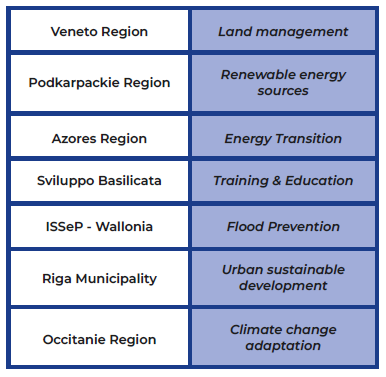 Veneto Region
Land management
Podkarpackie Region
Renewable energy
sources
Azores Region
Energy Transition
Sviluppo Basilicata
Training & Education
ISSeP - Wallonia
Flood Prevention
Riga Municipality
Urban sustainable
development
Occitanie Region
Climate change
adaptation